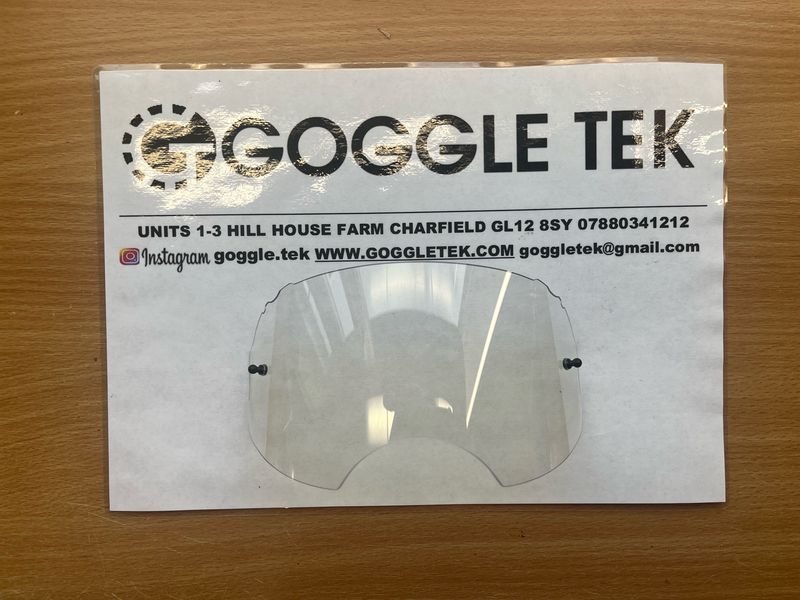 GT GOGGLE TEK
UNITS 1-3 HILL HOUSE FARM CHARFIELD GL12 8SY 07880341212
Instagram goggle.tek WWW.GOGGLETEK.COM goggletek@gmail.com